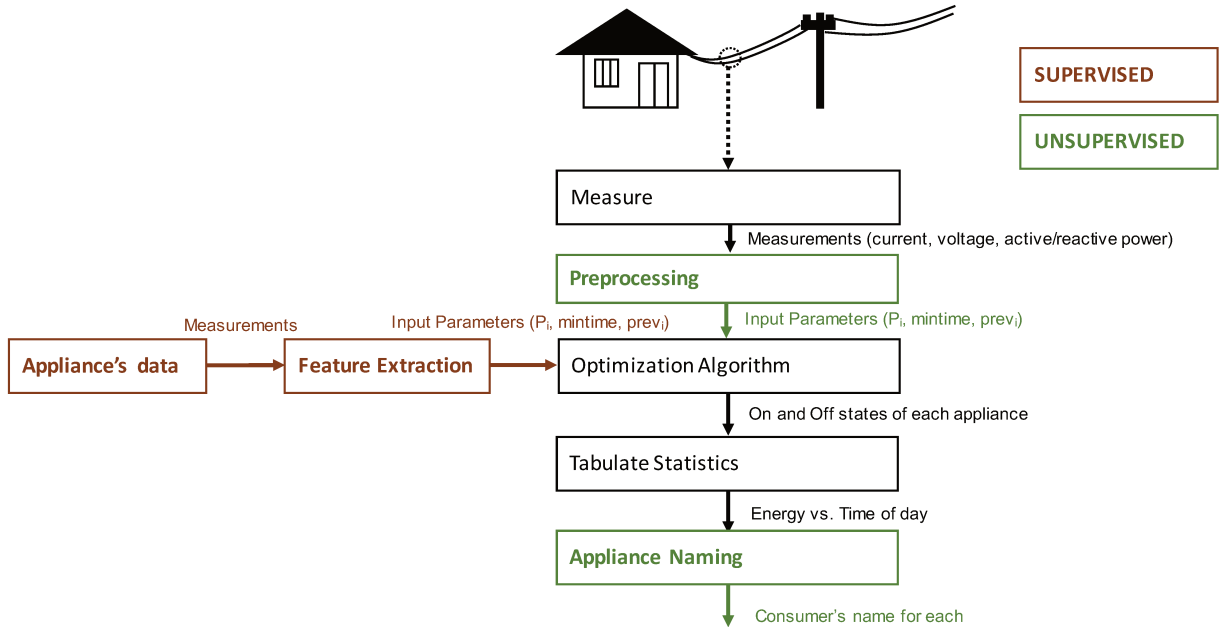 SUPERVISED
UNSUPERVISED
Measure
Measurements (current, voltage, active/reactive power)
Preprocessing
Measurements
Input Parameters (Pᵢ, mintime, prevᵢ)
Input Parameters (Pᵢ, mintime, prevᵢ)
Appliance's data
Feature Extraction
Optimization Algorithm
On and Off states of each appliance
Tabulate Statistics
Energy vs. Time of day
Appliance Naming
Consumer's name for each